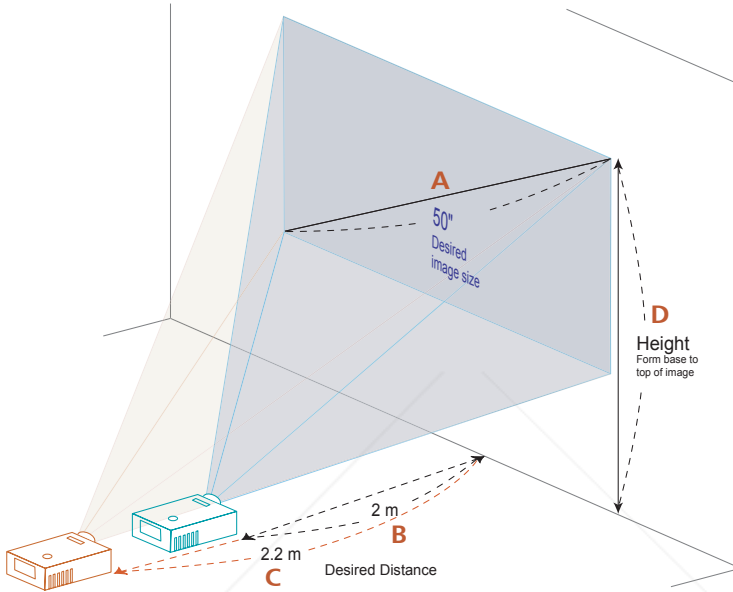 A
50"
Desired
image size
D
Height
Form base to
top of image
2 m
B
2.2 m
C
Desired Distance